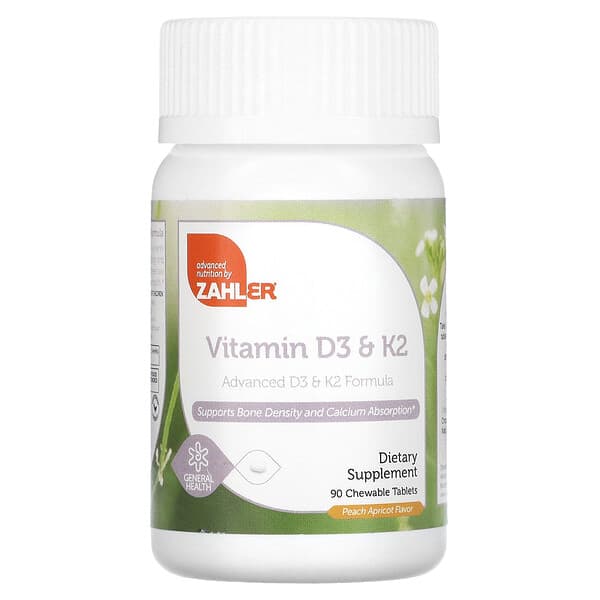 advanced
nutrition by
ZAHLER
Vitamin D3 & K2
Advanced D3 & K2 Formula
Supports Bone Density and Calcium Absorption*
GENERAL
HEALTH
Dietary
Supplement
90 Chewable Tablets
Peach Apricot Flavor